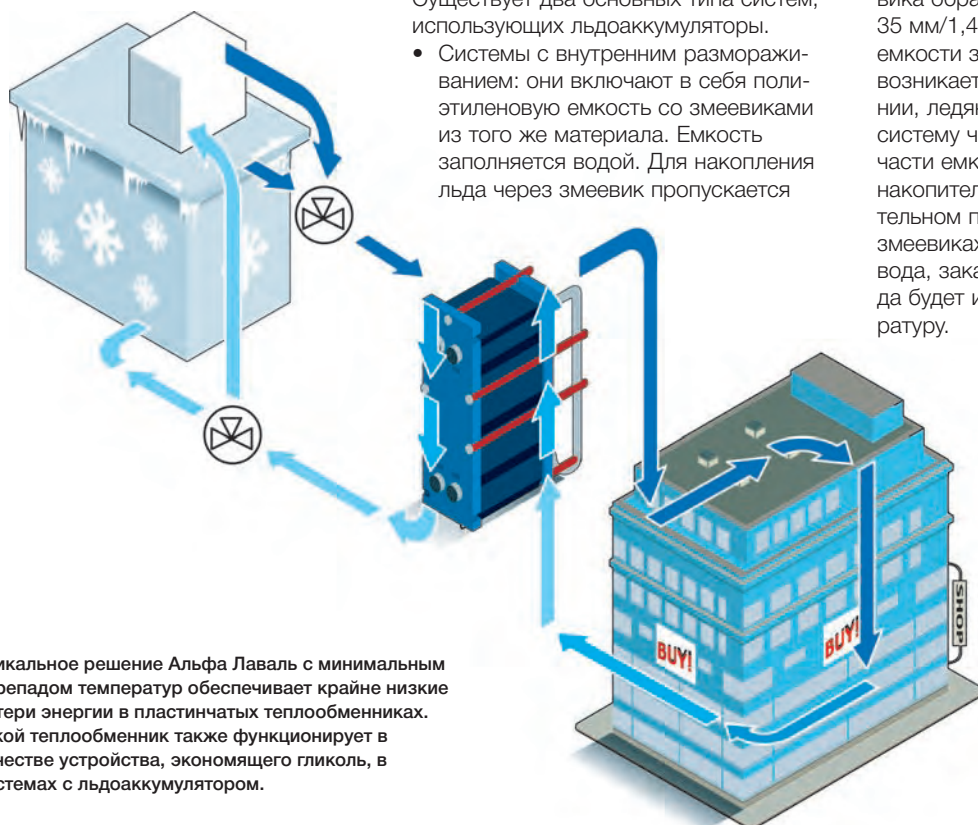 Существует два основных типа систем,
использующих льдоаккумуляторы.
• Системы с внутренним заморажи-
ванием: они включают в себя поли-
этиленовую емкость со змеевиками
из того же материала. Емкость
заполняется водой. Для накопления
льда через змеевик пропускается
вика обра
35 мм/1,4
емкости з
возникает
нии, ледян
систему ч
части емк
накопител
тельном п
змеевиках
вода, зака
да будет и
ратуру.
SHOP
BUY!
BUY!
икальное решение Альфа Лаваль с минимальным
репадом температур обеспечивает крайне низкие
тери энергии в пластинчатых теплообменниках.
кой теплообменник также функционирует в
честве устройства, экономящего гликоль, в
стемах с льдоаккумулятором.